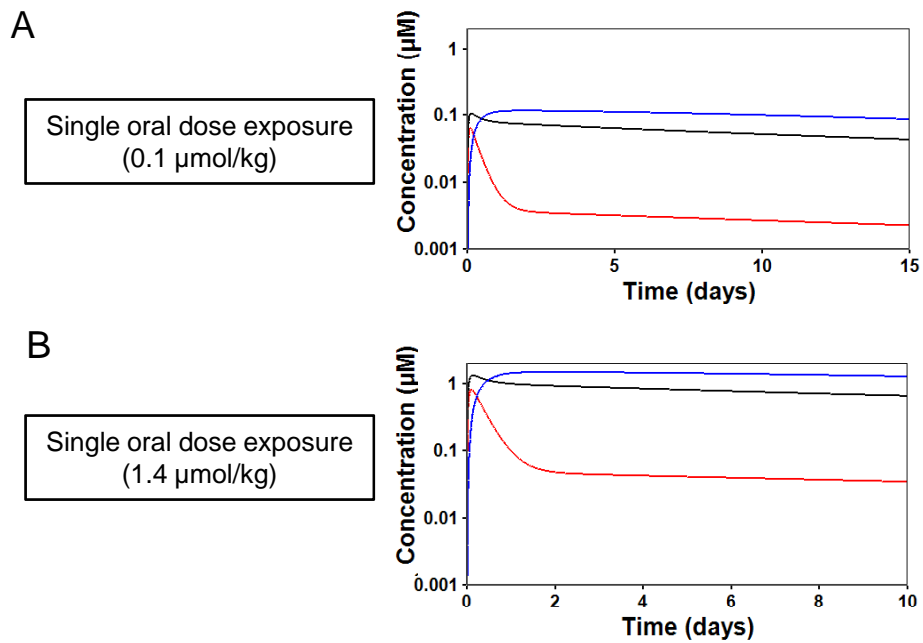 A
Single oral dose exposure
(0.1 µmol/kg)
Concentration (µM)
1
0.1
0.01
0.001
0
5
10
15
Time (days)
B
Single oral dose exposure
(1.4 µmol/kg)
Concentration (µM)
1
0.1
0.01
0.001
0
2
4
6
8
10
Time (days)